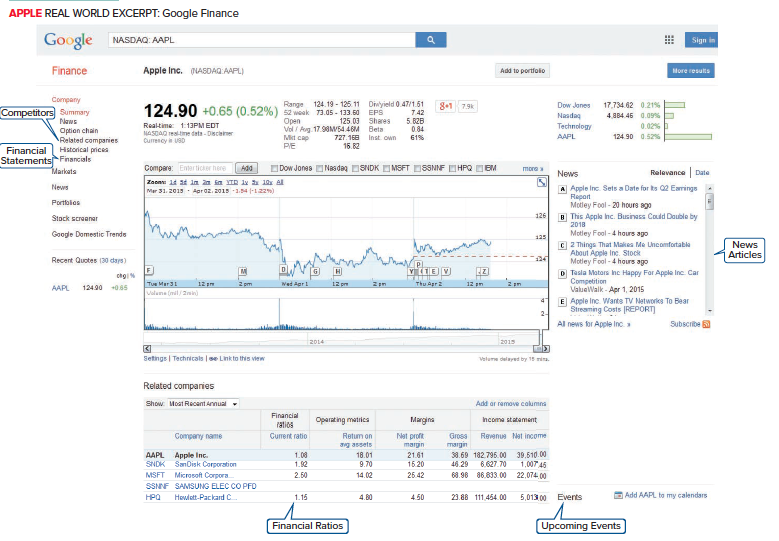 APPLE REAL WORLD EXCERPT: Google Finance
Google NASDAQ: AAPL Sign in
Finance Apple Inc. (NASDAQ:AAPL) Add to portfolio More results
Company
Competitors
Summary
News
Option chain
Related companies
Historical prices
Financial Statements
Financials
Markets
News
Portfolios
Stock screener
Google Domestic Trends
Recent Quotes (30 days)
chg | %
AAPL 124.90 +0.65
124.90 +0.65 (0.52%)
Real-time: 1:13PM EDT
NASDAQ real-time data - Disclaimer
Currency in USD
Range 124.19 - 125.11
52 week 73.05 - 133.60
Open 125.03
Vol / Avg. 17.98M/54.46M
Mkt cap 727.16B
P/E 16.82
Div/yield 0.47/1.51
EPS 7.42
Shares 5.82B
Beta 0.84
Inst. own 61%
g+1 7.9k
Dow Jones 17,734.62 0.21%
Nasdaq 4,884.46 0.09%
Technology 0.02%
AAPL 124.90 0.52%
Compare: Enter ticker here Add Dow Jones Nasdaq SNDK MSFT SSNNF HPQ IBM more »
Zoom: 1d 5d 1m 3m 6m YTD 1y 5y 10y All
Mar 31, 2015 - Apr 02, 2015 -1.54 (-1.22%)
126
125
124
F M D G H Y P I T E V J Z
Tue Mar 31 12 pm 2 pm Wed Apr 1 12 pm 2 pm Thu Apr 2 12 pm 2 pm
Volume (mil / 2min)
4
2
2014 2015
Settings | Technicals | Link to this view Volume delayed by 15 mins.
News Relevance | Date
A Apple Inc. Sets a Date for Its Q2 Earnings
Report
Motley Fool - 20 hours ago
B This Apple Inc. Business Could Double by
2018
Motley Fool - 4 hours ago
C 2 Things That Makes Me Uncomfortable
About Apple Inc. Stock
Motley Fool - 4 hours ago
D Tesla Motors Inc Happy For Apple Inc. Car
Competition
ValueWalk - Apr 1, 2015
E Apple Inc. Wants TV Networks To Bear
Streaming Costs [REPORT]
All news for Apple Inc. » Subscribe
News
Articles
Related companies
Show: Most Recent Annual Add or remove columns
Financial ratios Operating metrics Margins Income statement
Company name Current ratio Return on avg assets Net profit margin Gross margin Revenue Net income
AAPL Apple Inc. 1.08 18.01 21.61 38.59 182,795.00 39,510.00
SNDK SanDisk Corporation 1.92 9.70 15.20 46.29 6,627.70 1,007.45
MSFT Microsoft Corpora... 2.50 14.02 25.42 68.98 86,833.00 22,074.00
SSNNF SAMSUNG ELEC CO PFD
HPQ Hewlett-Packard C... 1.15 4.80 4.50 23.88 111,454.00 5,013.00
Events Add AAPL to my calendars
Financial Ratios
Upcoming Events